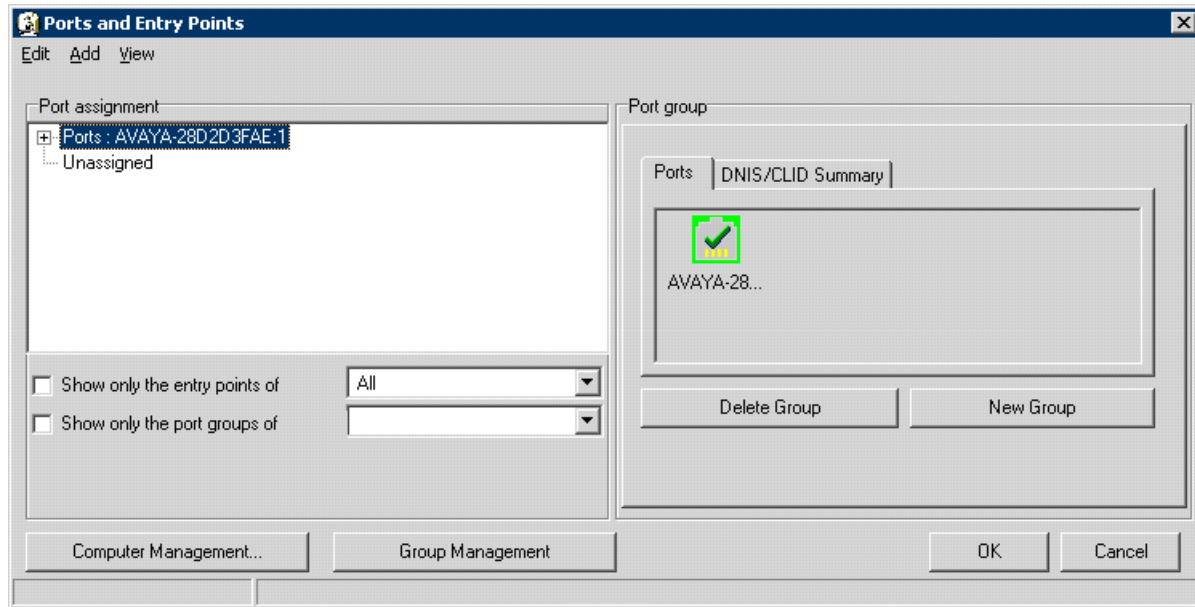 Ports and Entry Points
Edit Add View
Port assignment
Ports : AVAYA-28D2D3FAE:1
Unassigned
Show only the entry points of
All
Show only the port groups of
Port group
Ports
DNIS/CLID Summary
AVAYA-28...
Delete Group
New Group
Computer Management...
Group Management
OK
Cancel